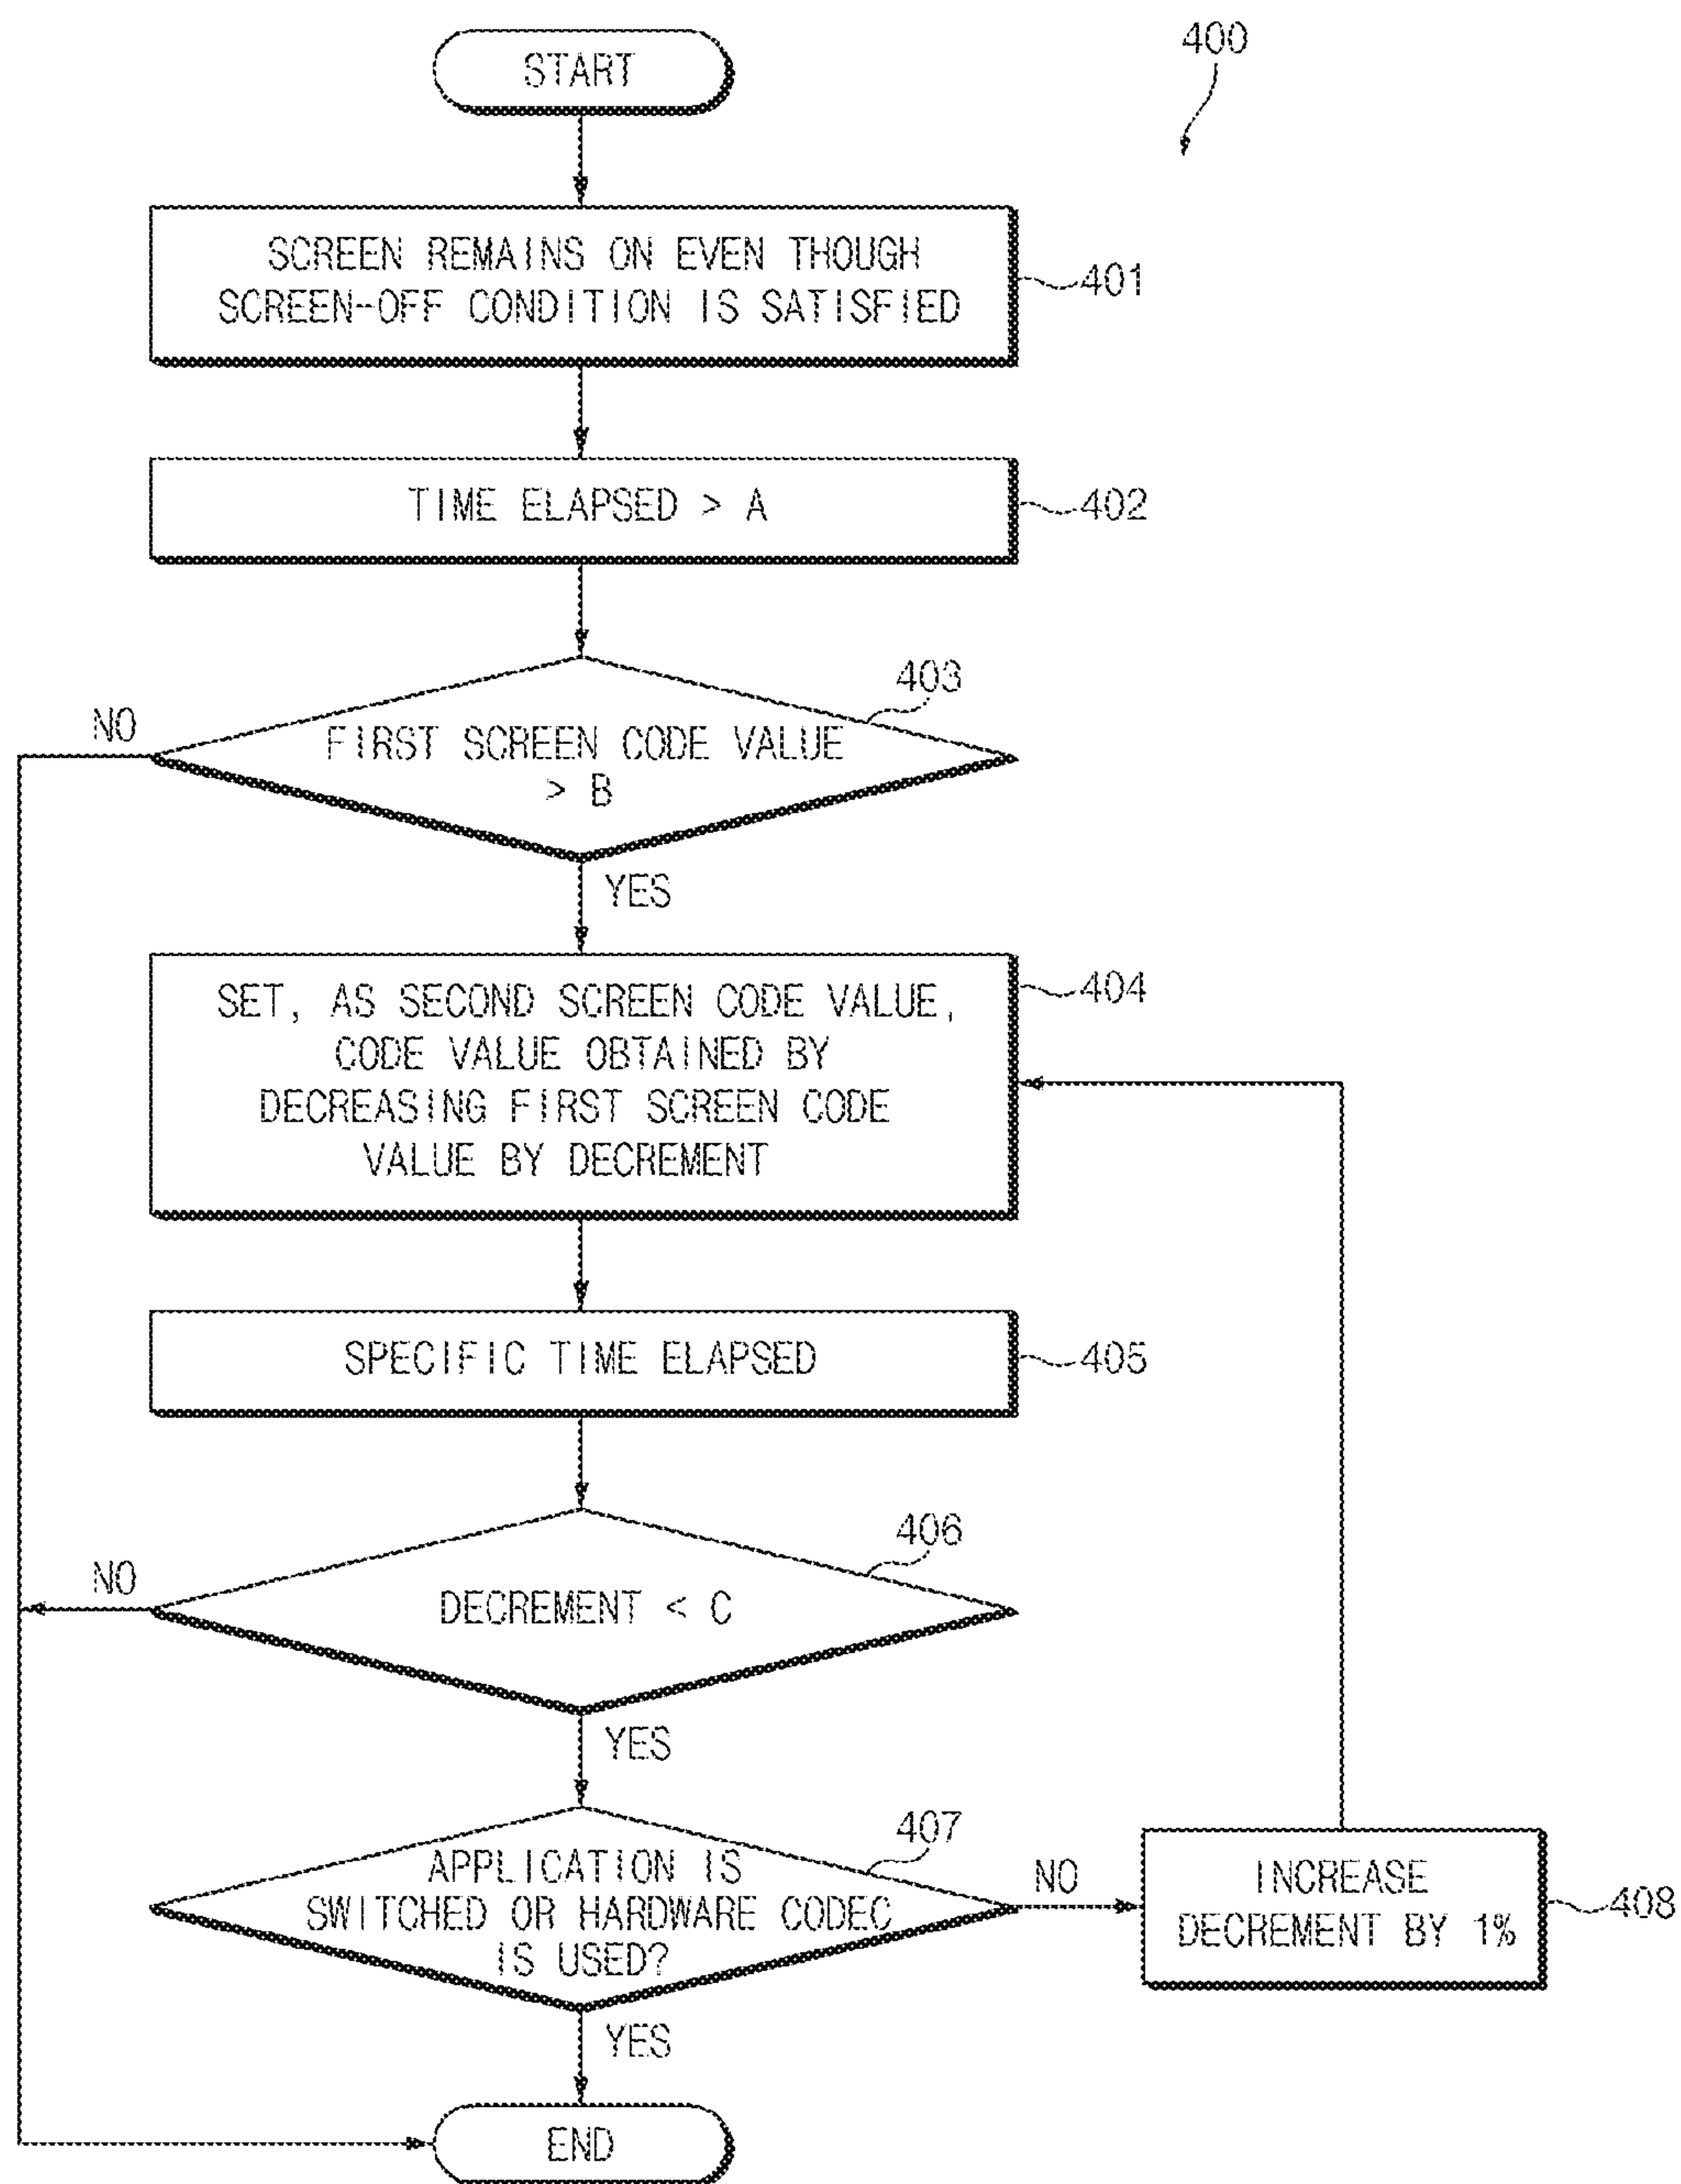 400
START
SCREEN REMAINS ON EVEN THOUGH
SCREEN-OFF CONDITION IS SATISFIED
401
TIME ELAPSED > A
402
403
NO
FIRST SCREEN CODE VALUE
> B
YES
SET, AS SECOND SCREEN CODE VALUE,
CODE VALUE OBTAINED BY
DECREASING FIRST SCREEN CODE
VALUE BY DECREMENT
404
SPECIFIC TIME ELAPSED
405
406
NO
DECREMENT < C
YES
407
APPLICATION IS
SWITCHED OR HARDWARE CODEC
IS USED?
NO
INCREASE
DECREMENT BY 1%
408
YES
END